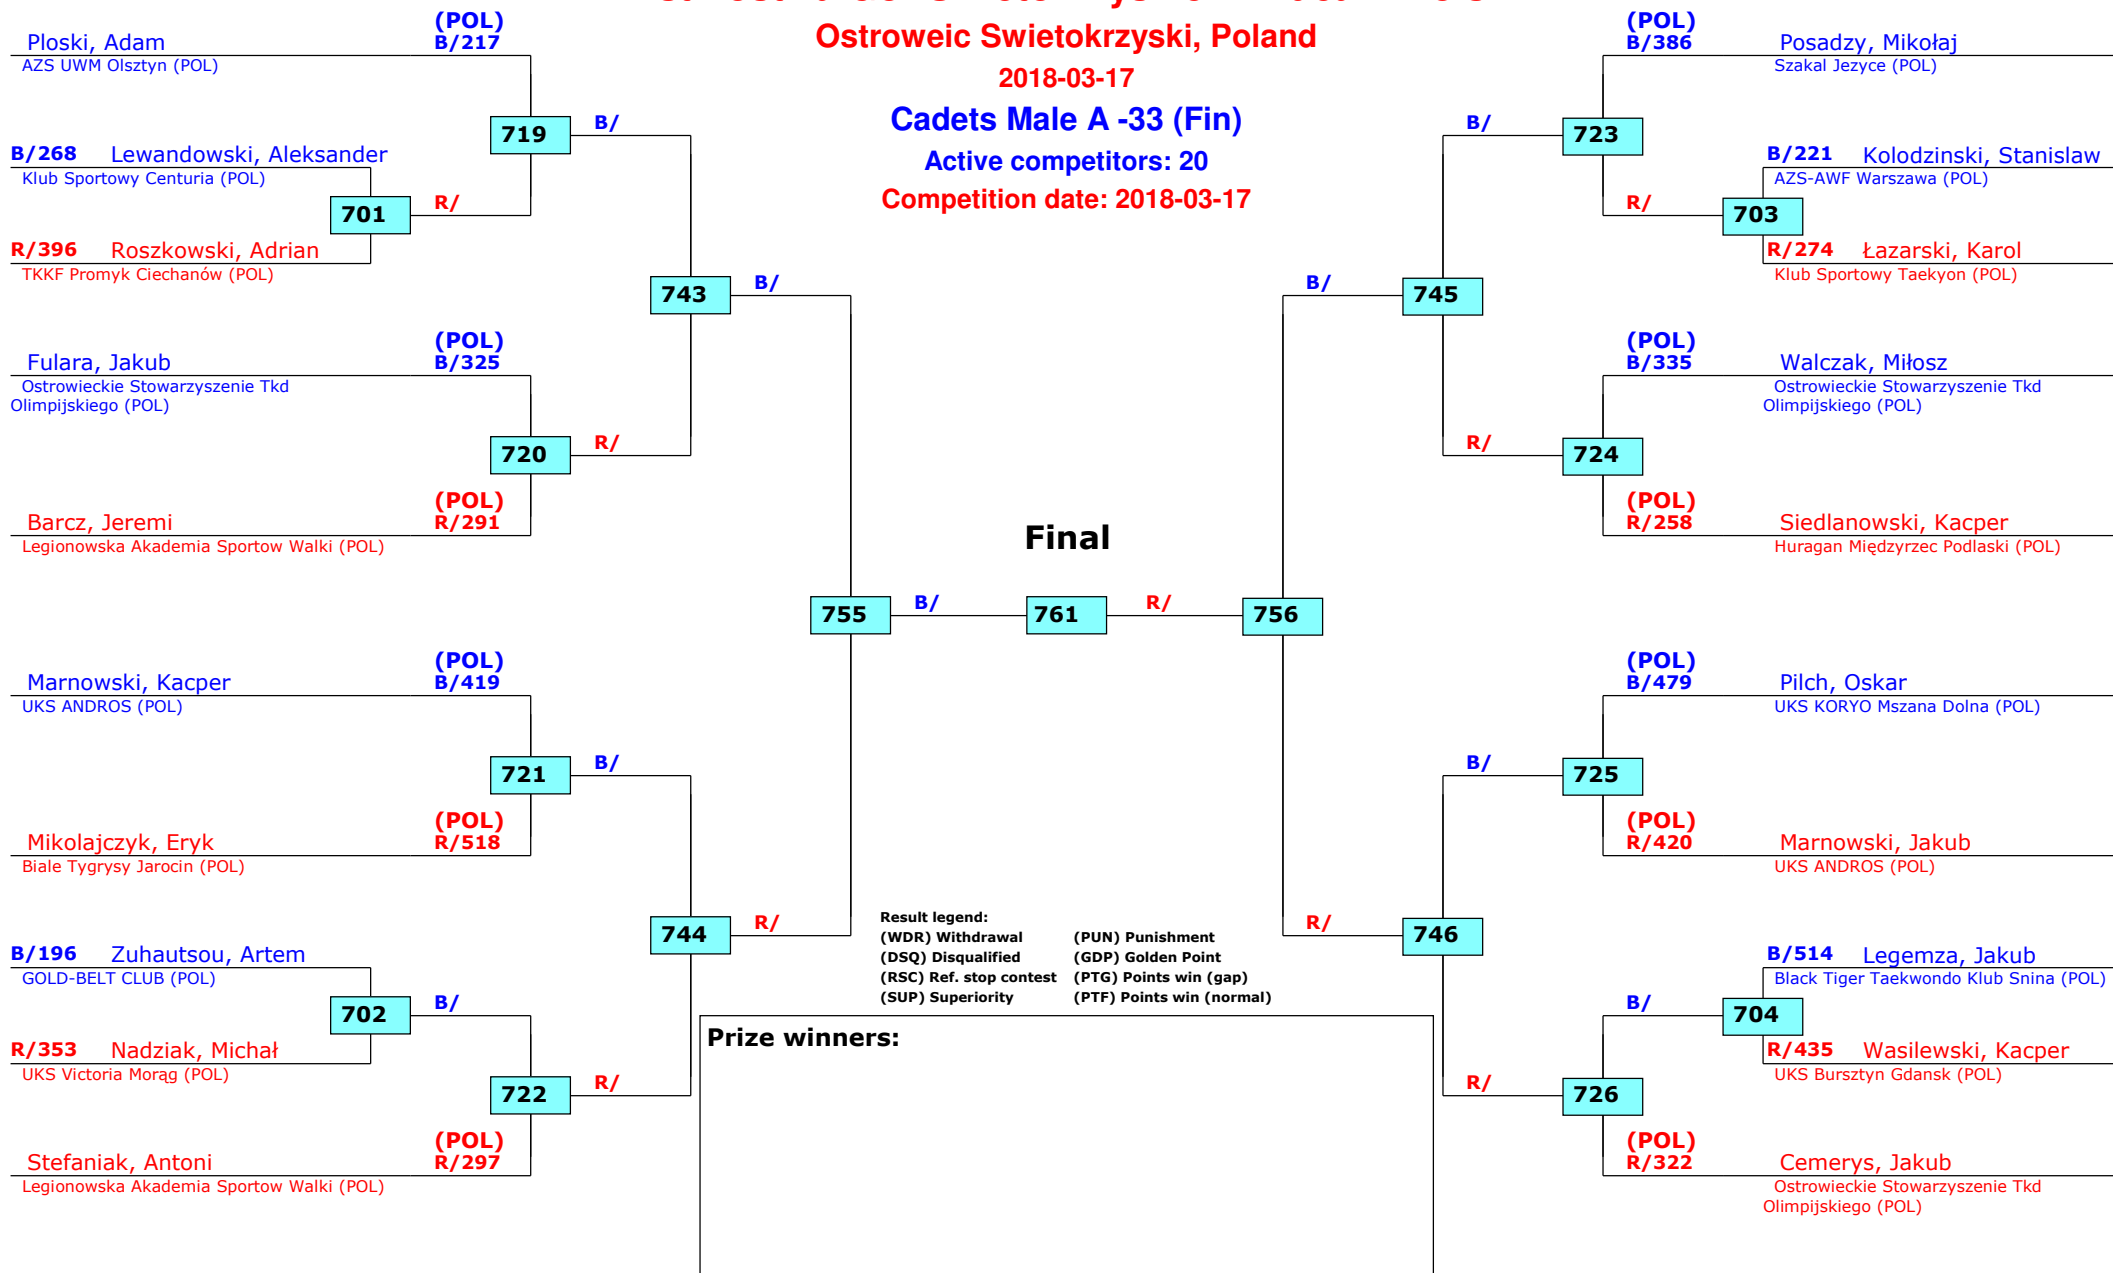 Ostroweic Swietokrzyski, Poland
2018-03-17
Cadets Male A -33 (Fin)
Active competitors: 20
Competition date: 2018-03-17
(POL)
Ploski, Adam B/217
AZS UWM Olsztyn (POL)
719 B/
B/268 Lewandowski, Aleksander
Klub Sportowy Centuria (POL)
701 R/
R/396 Roszkowski, Adrian
TKKF Promyk Ciechanów (POL)
743 B/
(POL)
Fulara, Jakub B/325
Ostrowieckie Stowarzyszenie Tkd
Olimpijskiego (POL)
720 R/
(POL)
Barcz, Jeremi R/291
Legionowska Akademia Sportow Walki (POL)
Final
755 B/ 761 R/ 756
(POL)
Marnowski, Kacper B/419
UKS ANDROS (POL)
721 B/
(POL)
Mikolajczyk, Eryk R/518
Biale Tygrysy Jarocin (POL)
744 R/
B/196 Zuhautsou, Artem
GOLD-BELT CLUB (POL)
702 B/
R/353 Nadziak, Michał
UKS Victoria Morąg (POL)
722 R/
(POL)
Stefaniak, Antoni R/297
Legionowska Akademia Sportow Walki (POL)
(POL)
B/386 Posadzy, Mikołaj
Szakal Jezyce (POL)
B/ 723
B/221 Kolodzinski, Stanislaw
AZS-AWF Warszawa (POL)
R/ 703
R/274 Łazarski, Karol
Klub Sportowy Taekyon (POL)
B/ 745
(POL)
B/335 Walczak, Miłosz
Ostrowieckie Stowarzyszenie Tkd
Olimpijskiego (POL)
R/ 724
(POL)
R/258 Siedlanowski, Kacper
Huragan Międzyrzec Podlaski (POL)
(POL)
B/479 Pilch, Oskar
UKS KORYO Mszana Dolna (POL)
B/ 725
(POL)
R/420 Marnowski, Jakub
UKS ANDROS (POL)
R/ 746
B/514 Legemza, Jakub
Black Tiger Taekwondo Klub Snina (POL)
B/ 704
R/435 Wasilewski, Kacper
UKS Bursztyn Gdansk (POL)
R/ 726
(POL)
R/322 Cemerys, Jakub
Ostrowieckie Stowarzyszenie Tkd
Olimpijskiego (POL)
Result legend:
(WDR) Withdrawal (PUN) Punishment
(DSQ) Disqualified (GDP) Golden Point
(RSC) Ref. stop contest (PTG) Points win (gap)
(SUP) Superiority (PTF) Points win (normal)
Prize winners: